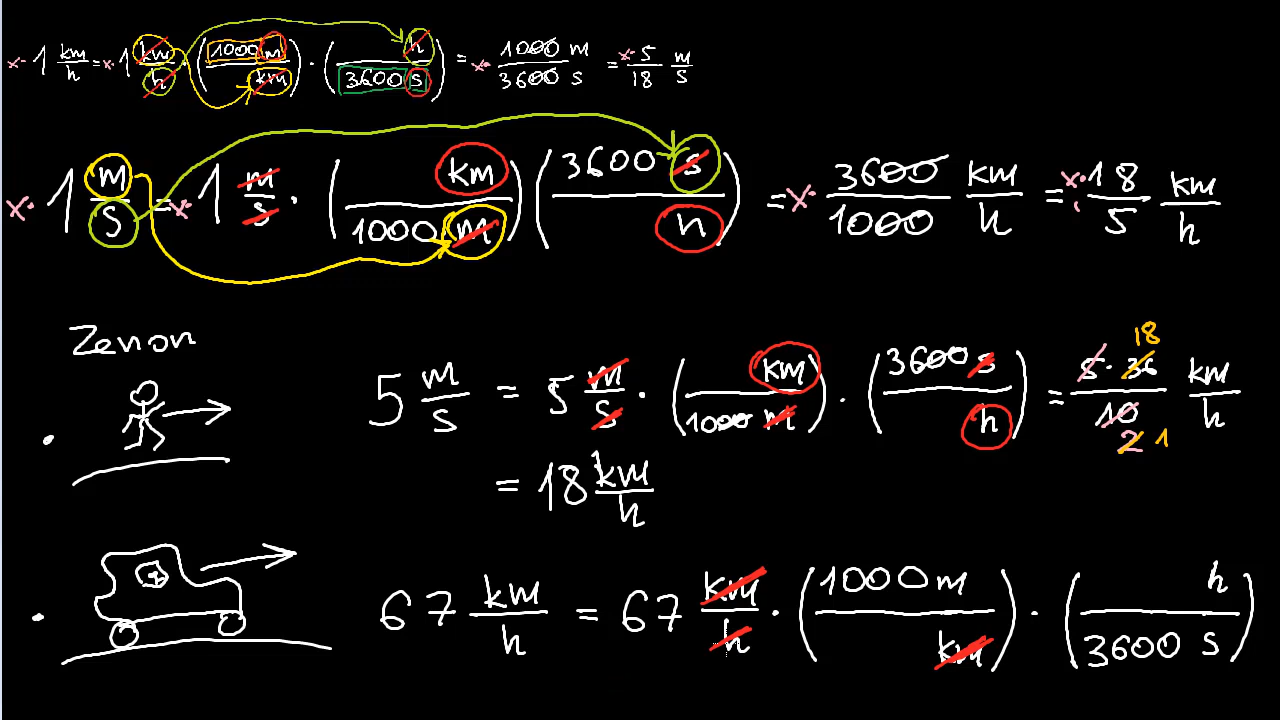 x· 1 km/h = x· 1 km/h · (1000 m / km) · (h / 3600 s) = x· 1000 m / 3600 s = x· 5/18 m/s
x· 1 m/s = x· 1 m/s · (km / 1000 m) (3600 s / h) = x· 3600/1000 km/h = x· 18/5 km/h
Zenon
18
5 m/s = 5 m/s · (km / 1000 m) · (3600 s / h) = 5·36/10 km/h
2 1
= 18 km/h
67 km/h = 67 km/h · (1000 m / km) · (h / 3600 s)